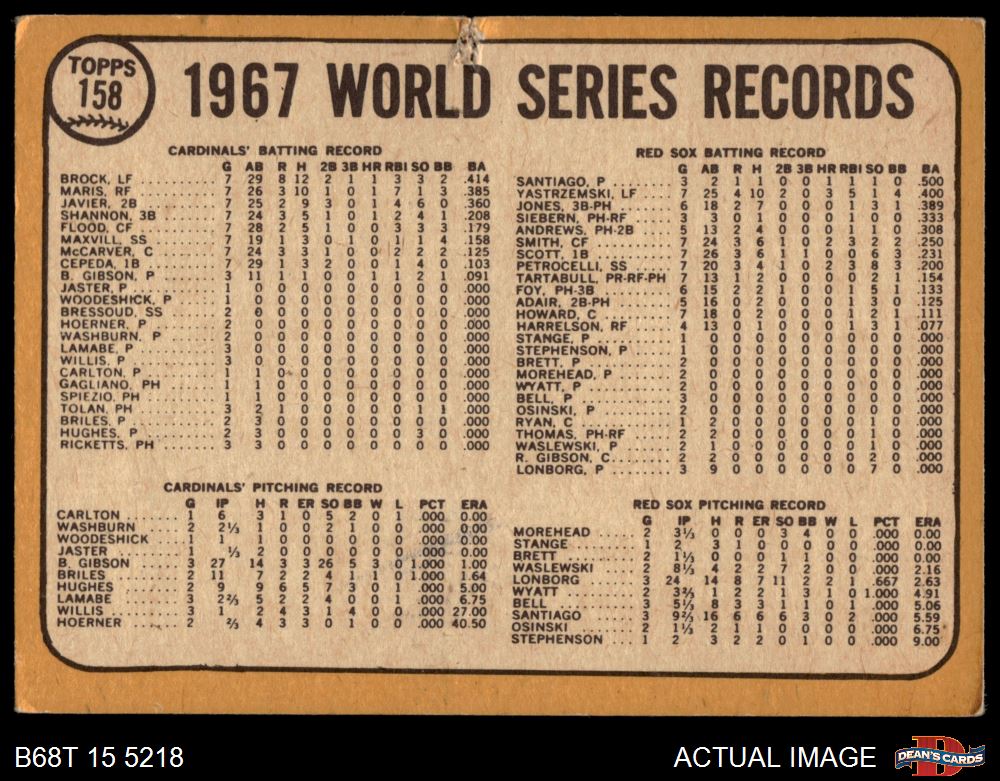 TOPPS
158
1967 WORLD SERIES RECORDS
CARDINALS' BATTING RECORD
G AB R H 2B 3B HR RBI SO BB BA
BROCK, LF 7 29 8 12 2 1 1 3 3 2 .414
MARIS, RF 7 26 3 10 1 0 1 7 1 3 .385
JAVIER, 2B 7 25 2 9 3 0 1 4 6 0 .360
SHANNON, 3B 7 24 3 5 1 0 1 2 4 1 .208
FLOOD, CF 7 28 2 5 1 0 0 3 3 3 .179
MAXVILL, SS 7 19 1 3 0 1 0 1 1 4 .158
McCARVER, C 7 24 3 3 1 0 0 2 2 2 .125
CEPEDA, 1B 7 29 1 3 2 0 0 1 4 0 .103
B. GIBSON, P 3 11 1 1 0 0 1 1 2 1 .091
JASTER, P 1 0 0 0 0 0 0 0 0 0 .000
WOODESHICK, P 1 0 0 0 0 0 0 0 0 0 .000
BRESSOUD, SS 2 0 0 0 0 0 0 0 0 0 .000
HOERNER, P 2 0 0 0 0 0 0 0 0 0 .000
WASHBURN, P 2 0 0 0 0 0 0 0 0 0 .000
LAMABE, P 3 0 0 0 0 0 0 0 0 0 .000
WILLIS, P 3 0 0 0 0 0 0 0 0 0 .000
CARLTON, P 1 1 0 0 0 0 0 0 0 0 .000
GAGLIANO, PH 1 1 0 0 0 0 0 0 0 0 .000
SPIEZIO, PH 1 1 0 0 0 0 0 0 0 0 .000
TOLAN, PH 3 2 1 0 0 0 0 0 1 1 .000
BRILES, P 2 3 0 0 0 0 0 0 0 0 .000
HUGHES, P 2 3 0 0 0 0 0 0 3 0 .000
RICKETTS, PH 3 3 0 0 0 0 0 0 0 0 .000
CARDINALS' PITCHING RECORD
G IP H R ER SO BB W L PCT ERA
CARLTON 1 6 3 1 0 5 2 0 1 .000 0.00
WASHBURN 2 2⅓ 1 0 0 2 1 0 0 .000 0.00
WOODESHICK 1 1 1 0 0 0 0 0 0 .000 0.00
JASTER 1 ⅓ 2 0 0 0 0 0 0 .000 0.00
B. GIBSON 3 27 14 3 3 26 5 3 0 1.000 1.00
BRILES 2 11 7 2 2 4 1 1 0 1.000 1.64
HUGHES 2 9 9 6 5 7 3 0 1 .000 5.00
LAMABE 3 2⅔ 5 2 2 4 0 0 1 .000 6.75
WILLIS 3 1 2 4 3 1 4 0 0 .000 27.00
HOERNER 2 ⅔ 4 3 3 0 1 0 0 .000 40.50
RED SOX BATTING RECORD
G AB R H 2B 3B HR RBI SO BB BA
SANTIAGO, P 3 2 1 1 0 0 1 1 1 0 .500
YASTRZEMSKI, LF 7 25 4 10 2 0 3 5 1 4 .400
JONES, 3B-PH 6 18 2 7 0 0 0 1 3 1 .389
SIEBERN, PH-RF 3 3 0 1 0 0 0 1 0 0 .333
ANDREWS, PH-2B 5 13 2 4 0 0 0 1 1 0 .308
SMITH, CF 7 24 3 6 1 0 2 3 2 2 .250
SCOTT, 1B 7 26 3 6 1 1 0 0 6 3 .231
PETROCELLI, SS 7 20 3 4 1 0 2 3 8 3 .200
TARTABULL, PR-RF-PH 7 13 1 2 0 0 0 0 2 1 .154
FOY, PH-3B 6 15 2 2 1 0 0 1 5 1 .133
ADAIR, 2B-PH 5 16 0 2 0 0 0 1 3 0 .125
HOWARD, C 7 18 0 2 0 0 0 1 2 1 .111
HARRELSON, RF 4 13 0 1 0 0 0 1 3 1 .077
STANGE, P 1 0 0 0 0 0 0 0 0 0 .000
STEPHENSON, P 1 0 0 0 0 0 0 0 0 0 .000
BRETT, P 2 0 0 0 0 0 0 0 0 0 .000
MOREHEAD, P 2 0 0 0 0 0 0 0 0 0 .000
WYATT, P 2 0 0 0 0 0 0 0 0 0 .000
BELL, P 3 0 0 0 0 0 0 0 0 0 .000
OSINSKI, P 2 0 0 0 0 0 0 0 0 0 .000
RYAN, C 1 2 0 0 0 0 0 0 1 0 .000
THOMAS, PH-RF 2 2 0 0 0 0 0 0 1 0 .000
WASLEWSKI, P 2 1 0 0 0 0 0 0 1 0 .000
R. GIBSON, C 2 2 0 0 0 0 0 0 2 0 .000
LONBORG, P 3 9 0 0 0 0 0 0 7 0 .000
RED SOX PITCHING RECORD
G IP H R ER SO BB W L PCT ERA
MOREHEAD 2 3⅓ 0 0 0 3 4 0 0 .000 0.00
STANGE 1 2 3 1 0 0 0 0 0 .000 0.00
BRETT 2 1⅓ 0 0 0 1 1 0 0 .000 0.00
WASLEWSKI 2 8⅓ 4 2 2 7 2 0 0 .000 2.16
LONBORG 3 24 14 8 7 11 2 2 1 .667 2.63
WYATT 2 3⅔ 1 2 2 1 3 1 0 1.000 4.91
BELL 3 5⅓ 8 3 3 1 1 0 1 .000 5.06
SANTIAGO 3 9⅔ 16 6 6 6 3 0 2 .000 5.59
OSINSKI 2 1⅓ 2 1 1 0 0 0 0 .000 6.75
STEPHENSON 1 2 3 2 2 0 1 0 0 .000 9.00
B68T 15 5218
ACTUAL IMAGE
D
DEAN'S CARDS